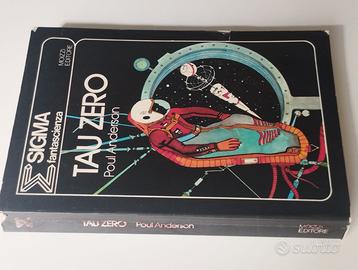 SIGMA
fantascienza
MOIZZI
EDITORE
TAU ZERO
Poul Anderson
TAU ZERO
Poul Anderson
MOIZZI
EDITORE
subito